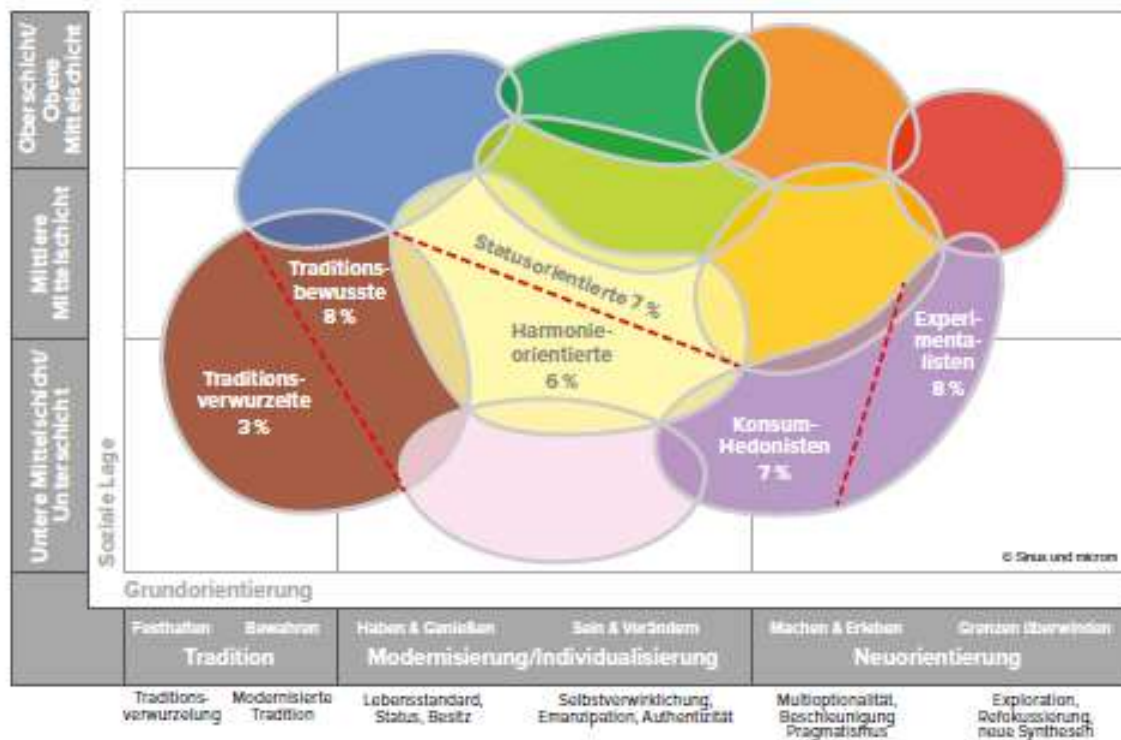 Oberschicht/
Obere
Mittelschicht
Mittlere
Mittelschicht
Untere Mittelschicht/
Unterschicht
Soziale Lage
Traditions-
bewusste
8 %
Traditions-
verwurzelte
3 %
Statusorientierte 7 %
Harmonie-
orientierte
6 %
Konsum-
Hedonisten
7 %
Experi-
menta-
listen
8 %
© Sinus und microm
Grundorientierung
Festhalten
Bewahren
Haben & Genießen
Sein & Verändern
Machen & Erleben
Grenzen überwinden
Tradition
Modernisierung/Individualisierung
Neuorientierung
Traditions-
verwurzelung
Modernisierte
Tradition
Lebensstandard,
Status, Besitz
Selbstverwirklichung,
Emanzipation, Authentizität
Multioptionalität,
Beschleunigung
Pragmatismus
Exploration,
Refokussierung,
neue Synthesen